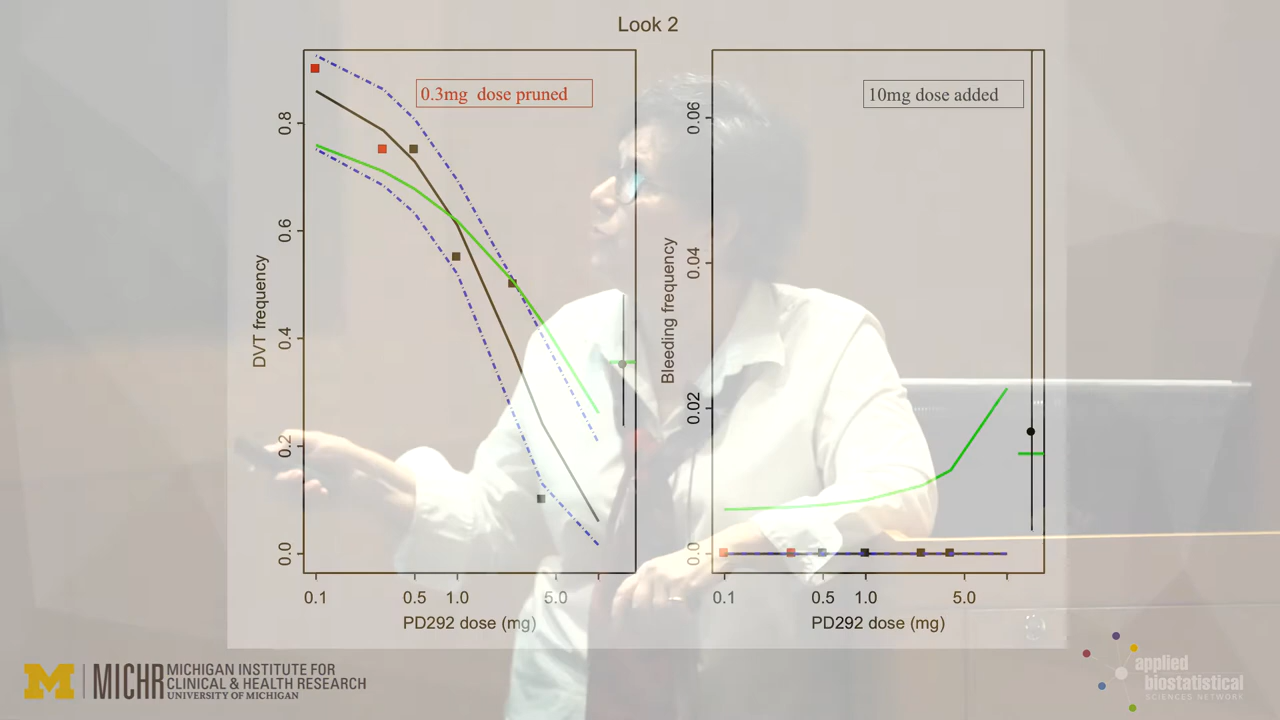 Look 2
0.3mg dose pruned
10mg dose added
DVT frequency
0.0
0.2
0.4
0.6
0.8
0.1
0.5
1.0
5.0
PD292 dose (mg)
Bleeding frequency
0.0
0.02
0.04
0.06
0.1
0.5
1.0
5.0
PD292 dose (mg)
M
MICHR
MICHIGAN INSTITUTE FOR
CLINICAL & HEALTH RESEARCH
UNIVERSITY OF MICHIGAN
applied
biostatistical
SCIENCES NETWORK